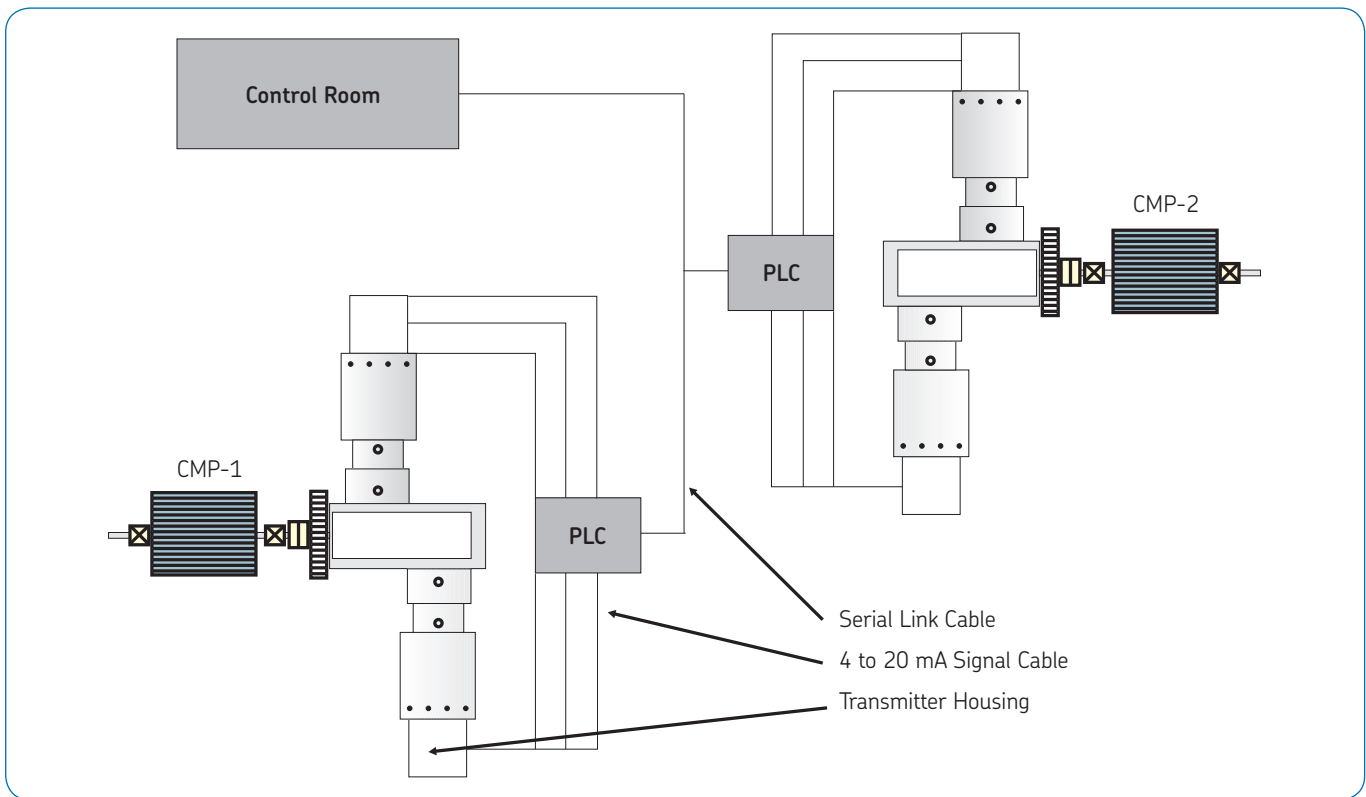 Control Room
CMP-2
PLC
CMP-1
PLC
Serial Link Cable
4 to 20 mA Signal Cable
Transmitter Housing